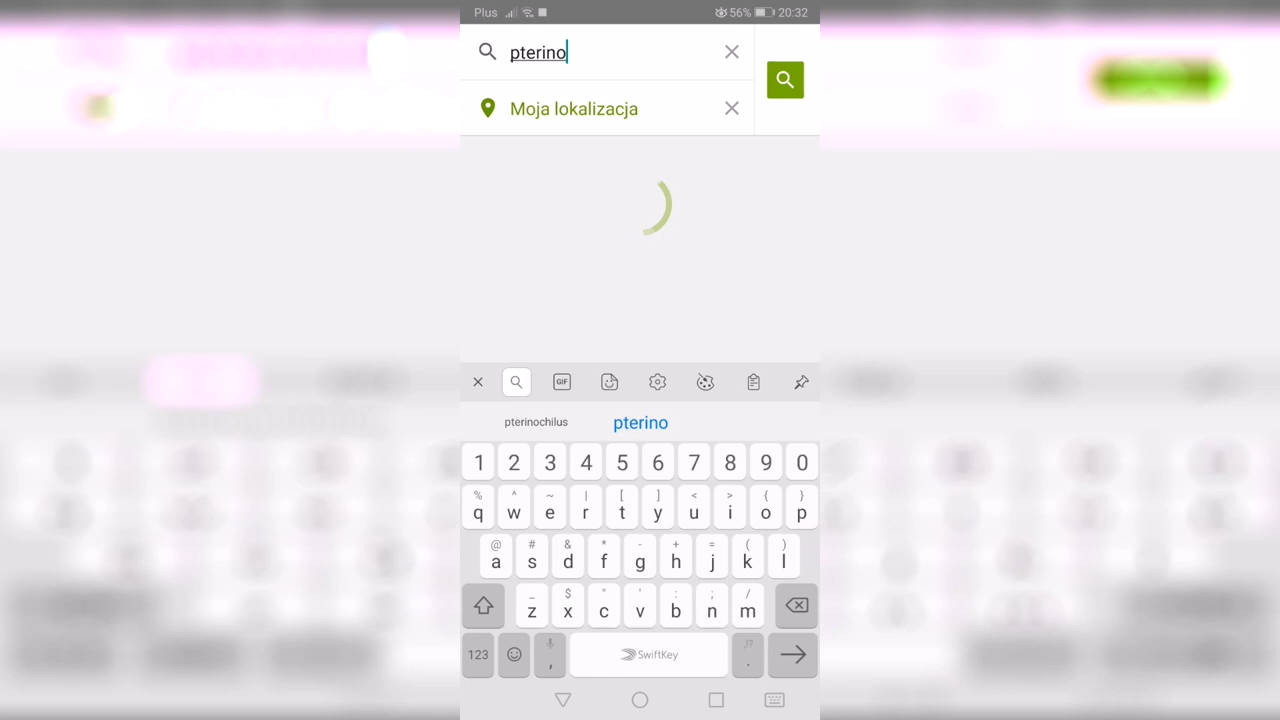 Plus 56% 20:32
pterino
Moja lokalizacja
GIF
pterinochilus pterino
1 2 3 4 5 6 7 8 9 0
% ^ ~ | [ ] < > { }
q w e r t y u i o p
@ # & * - + = ( )
a s d f g h j k l
_ $ " ' : ; /
z x c v b n m
,!?
123 , SwiftKey .